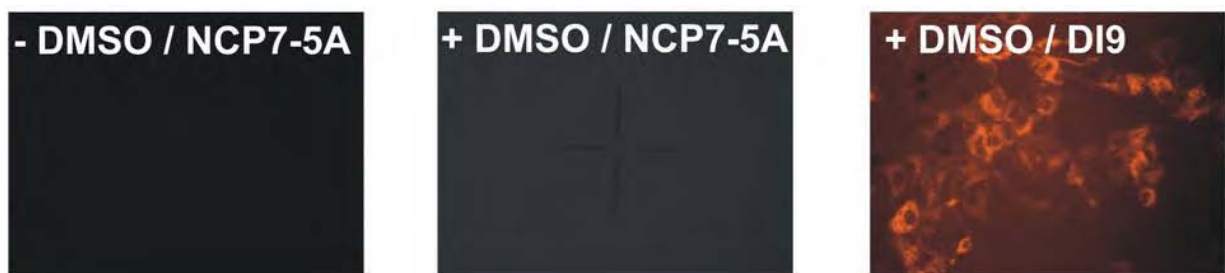 - DMSO / NCP7-5A
+ DMSO / NCP7-5A
+ DMSO / DI9